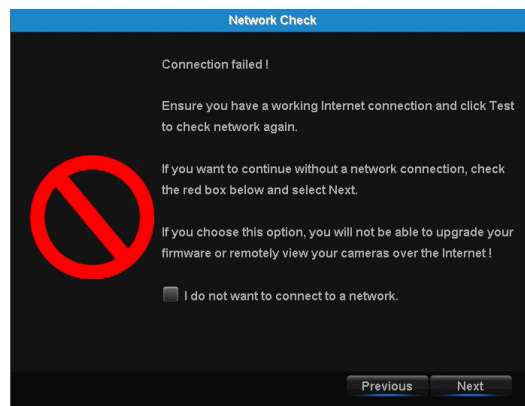 Network Check
Connection failed !
Ensure you have a working Internet connection and click Test
to check network again.
If you want to continue without a network connection, check
the red box below and select Next.
If you choose this option, you will not be able to upgrade your
firmware or remotely view your cameras over the Internet !
I do not want to connect to a network.
Previous
Next